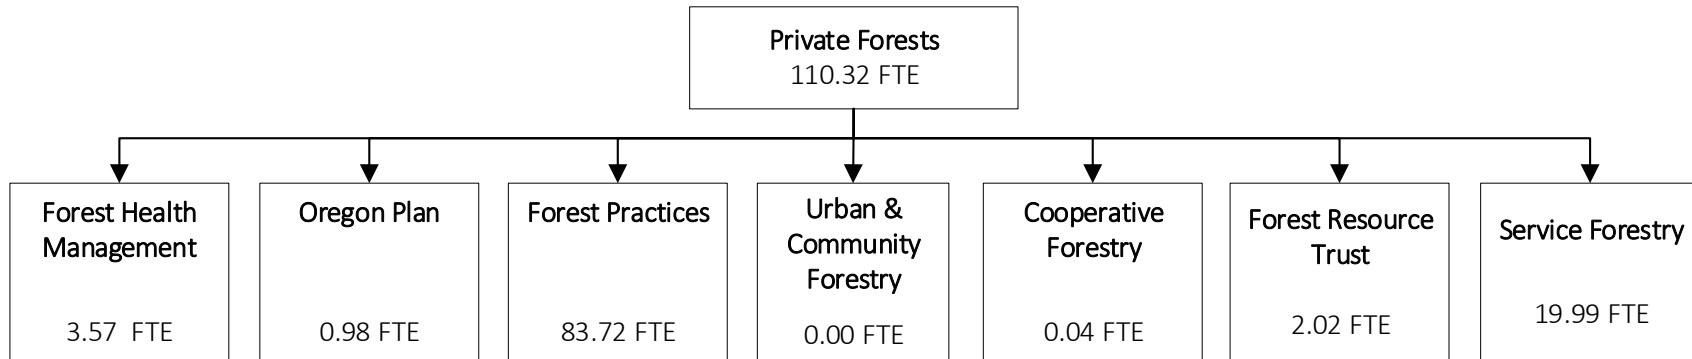 Private Forests
110.32 FTE
Forest Health
Management
3.57 FTE
Oregon Plan
0.98 FTE
Forest Practices
83.72 FTE
Urban &
Community
Forestry
0.00 FTE
Cooperative
Forestry
0.04 FTE
Forest Resource
Trust
2.02 FTE
Service Forestry
19.99 FTE